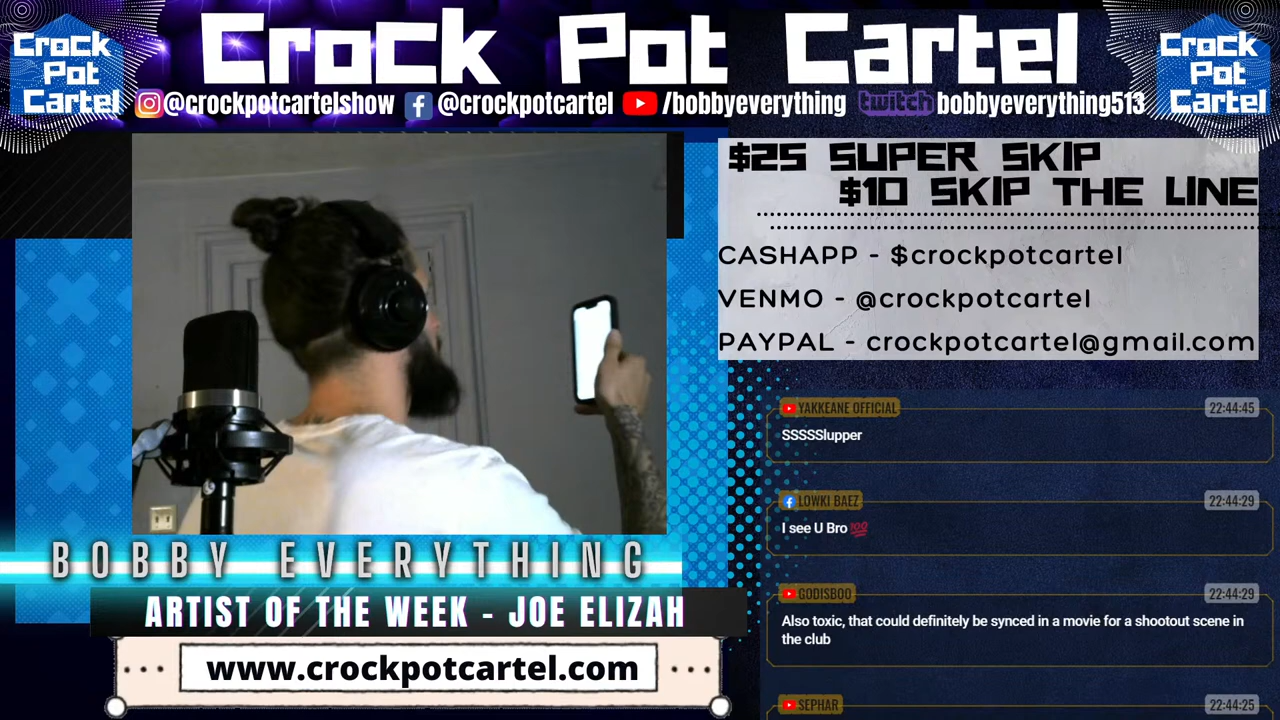 Crock Pot Cartel
Crock
Pot
Cartel
Crock
Pot
Cartel
@crockpotcartelshow @crockpotcartel /bobbyeverything twitch bobbyeverything513
$25 SUPER SKIP
$10 SKIP THE LINE
CASHAPP - $crockpotcartel
VENMO - @crockpotcartel
PAYPAL - crockpotcartel@gmail.com
YAKKEANE OFFICIAL 22:44:45
SSSSSlupper
LOWKI BAEZ 22:44:29
I see U Bro 💯
GODISBOO 22:44:29
Also toxic, that could definitely be synced in a movie for a shootout scene in
the club
SEPHAR 22:44:25
BOBBY EVERYTHING
ARTIST OF THE WEEK - JOE ELIZAH
www.crockpotcartel.com